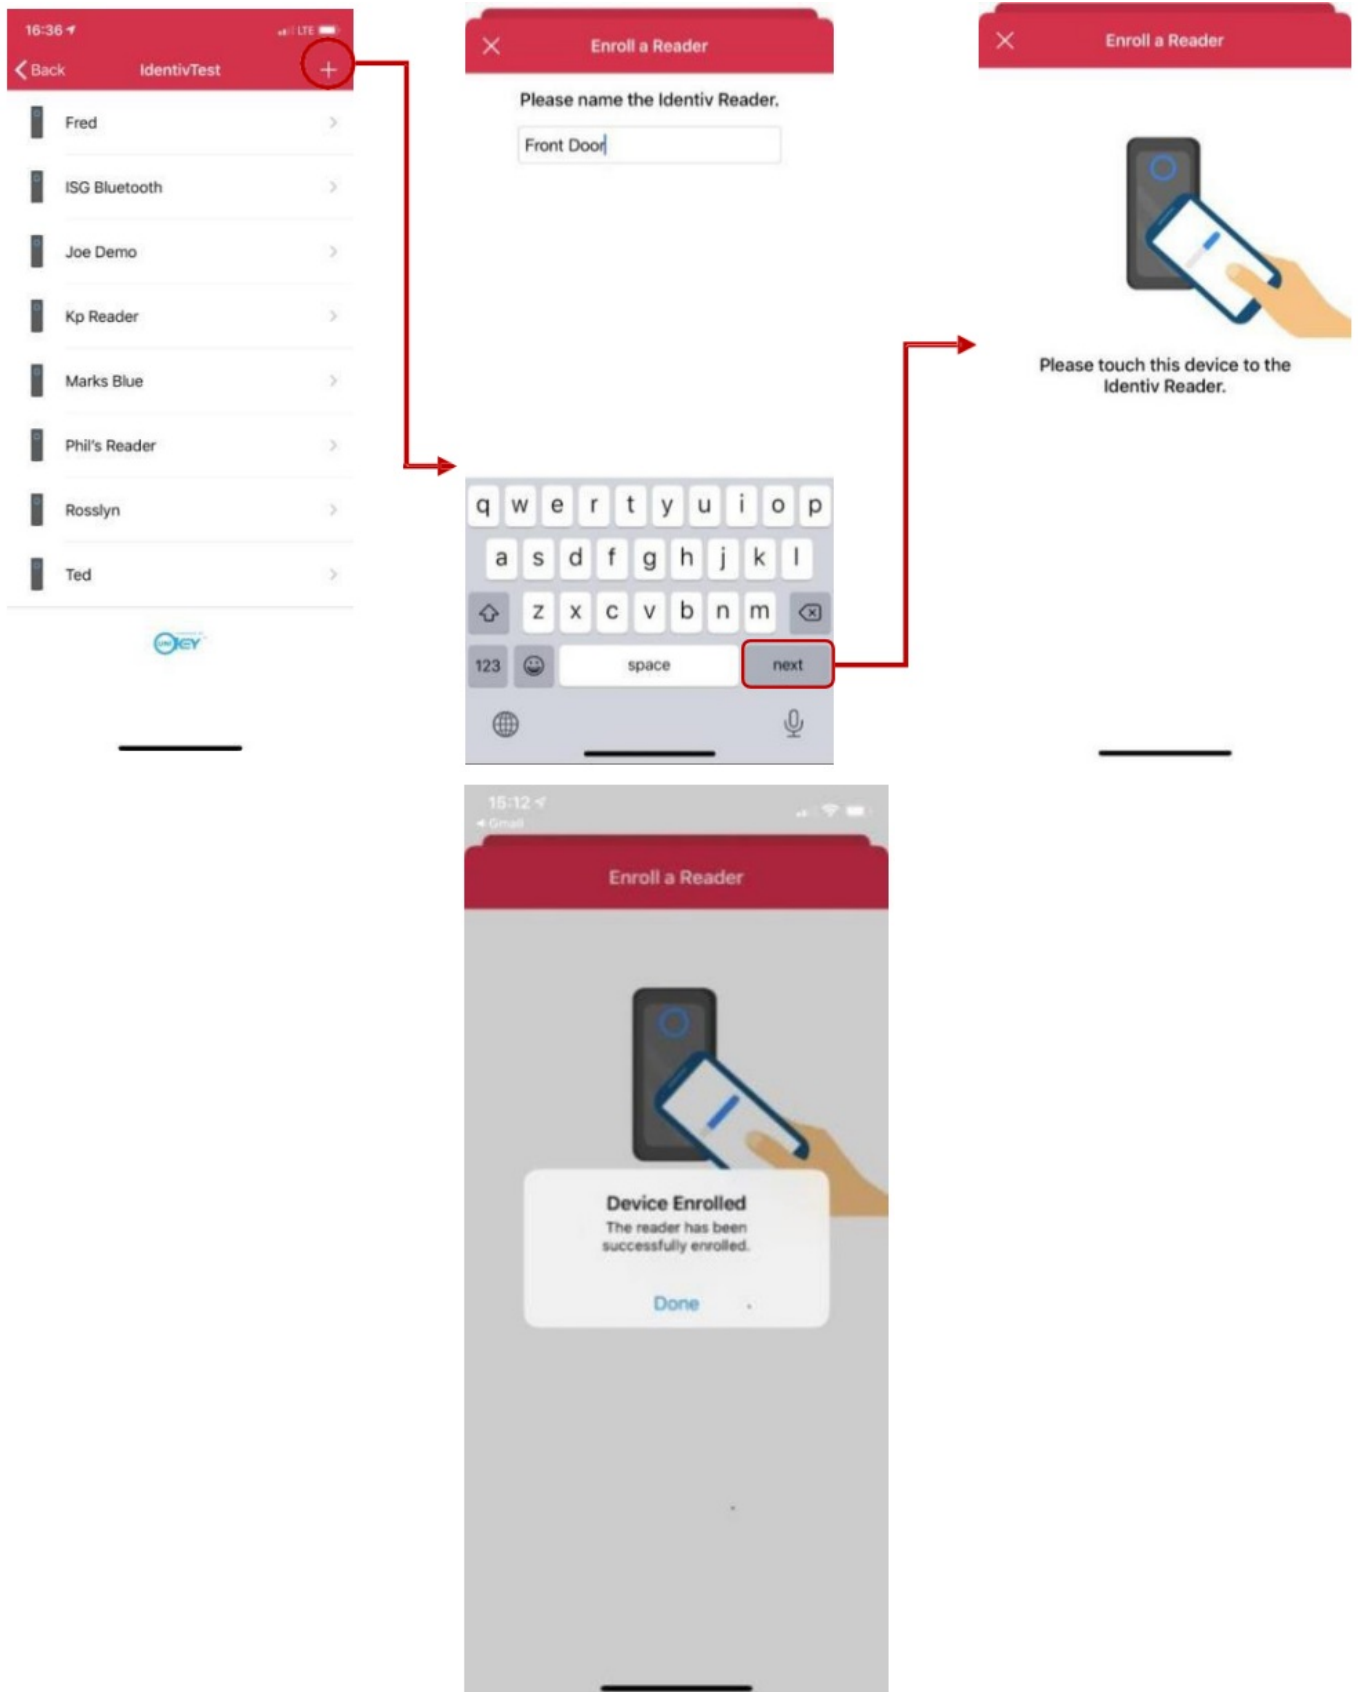 16:36
LTE
Back
IdentivTest
+
Fred
ISG Bluetooth
Joe Demo
Kp Reader
Marks Blue
Phil's Reader
Rosslyn
Ted
UNIKEY
Enroll a Reader
Please name the Identiv Reader.
Front Door
q w e r t y u i o p
a s d f g h j k l
z x c v b n m
123 space next
Enroll a Reader
Please touch this device to the
Identiv Reader.
15:12
Gmail
Enroll a Reader
Device Enrolled
The reader has been
successfully enrolled.
Done